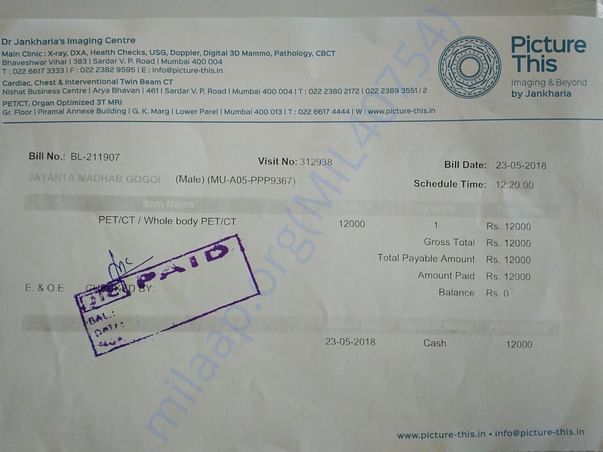 Dr Jankharia's Imaging Centre
Main Clinic : X-ray, DXA, Health Checks, USG, Doppler, Digital 3D Mammo, Pathology, CBCT
Bhaveshwar Vihar | 383 | Sardar V. P. Road | Mumbai 400 004
T : 022 6617 3333 | F : 022 2382 9595 | E : info@picture-this.in
Cardiac, Chest & Interventional Twin Beam CT
Nishat Business Centre | Arya Bhavan | 461 | Sardar V. P. Road | Mumbai 400 004 | T : 022 2380 2172 | 022 2389 3551 / 2
PET/CT, Organ Optimized 3T MRI
Gr. Floor | Piramal Annexe Building | G. K. Marg | Lower Parel | Mumbai 400 013 | T : 022 6617 4444 | W : www.picture-this.in
Picture
This
Imaging & Beyond
by Jankharia
Bill No.: BL-211907 Visit No: 312938 Bill Date: 23-05-2018
JAYANTA MADHAB GOGOI (Male) (MU-A05-PPP9367) Schedule Time: 12:20:00
Item Name
PET/CT / Whole body PET/CT 12000 1 Rs. 12000
Gross Total Rs. 12000
Total Payable Amount Rs. 12000
Amount Paid Rs. 12000
Balance Rs. 0
E. & O.E CHECKED BY:
PAID
BAL.:
DATE:
23-05-2018 Cash 12000
www.picture-this.in • info@picture-this.in
milaap.org(MIL40754)